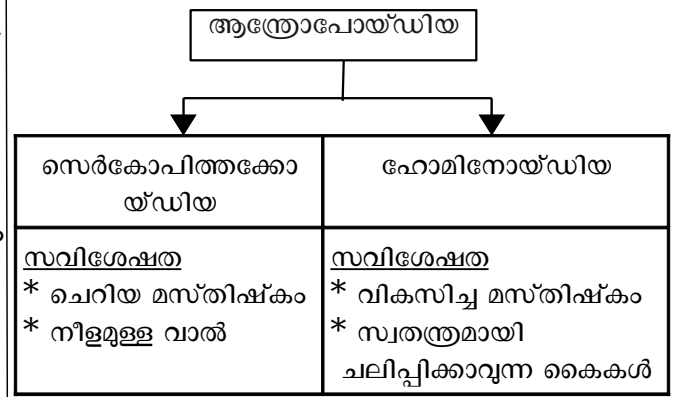 ആന്ത്രോപോയ്ഡിയ
സെർകോപിത്തക്കോ
യ്ഡിയ
ഹോമിനോയ്ഡിയ
സവിശേഷത
* ചെറിയ മസ്തിഷ്കം
* നീളമുള്ള വാൽ
സവിശേഷത
* വികസിച്ച മസ്തിഷ്കം
* സ്വതന്ത്രമായി
ചലിപ്പിക്കാവുന്ന കൈകൾ